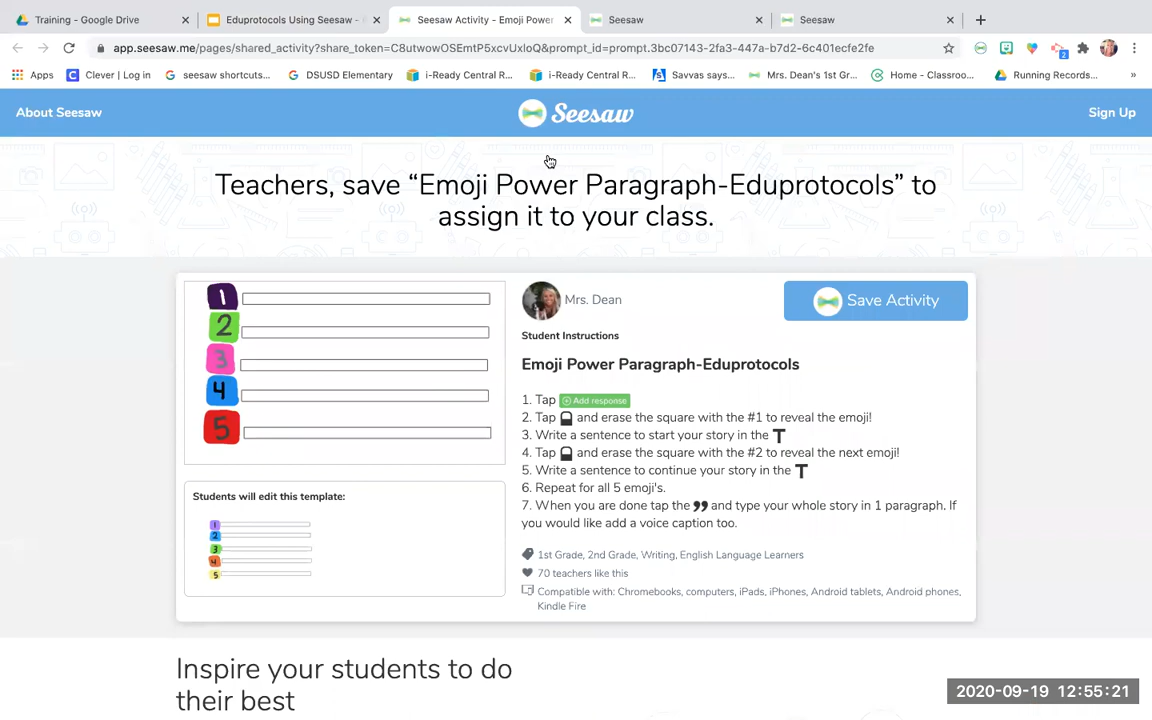 Training - Google Drive
Eduprotocols Using Seesaw -
Seesaw Activity - Emoji Power
Seesaw
Seesaw
app.seesaw.me/pages/shared_activity?share_token=C8utwowOSEmtP5xcvUxloQ&prompt_id=prompt.3bc07143-2fa3-447a-b7d2-6c401ecfe2fe
2
Apps
Clever | Log in
seesaw shortcuts...
DSUSD Elementary
i-Ready Central R...
i-Ready Central R...
Savvas says...
Mrs. Dean's 1st Gr...
Home - Classroo...
Running Records...
»
About Seesaw
Seesaw
Sign Up
Teachers, save “Emoji Power Paragraph-Eduprotocols” to
assign it to your class.
1
2
3
4
5
Students will edit this template:
1
2
3
4
5
Mrs. Dean
Save Activity
Student Instructions
Emoji Power Paragraph-Eduprotocols
1. Tap Add response
2. Tap and erase the square with the #1 to reveal the emoji!
3. Write a sentence to start your story in the T
4. Tap and erase the square with the #2 to reveal the next emoji!
5. Write a sentence to continue your story in the T
6. Repeat for all 5 emoji's.
7. When you are done tap the ” and type your whole story in 1 paragraph. If
you would like add a voice caption too.
1st Grade, 2nd Grade, Writing, English Language Learners
70 teachers like this
Compatible with: Chromebooks, computers, iPads, iPhones, Android tablets, Android phones,
Kindle Fire
Inspire your students to do
their best
2020-09-19 12:55:21